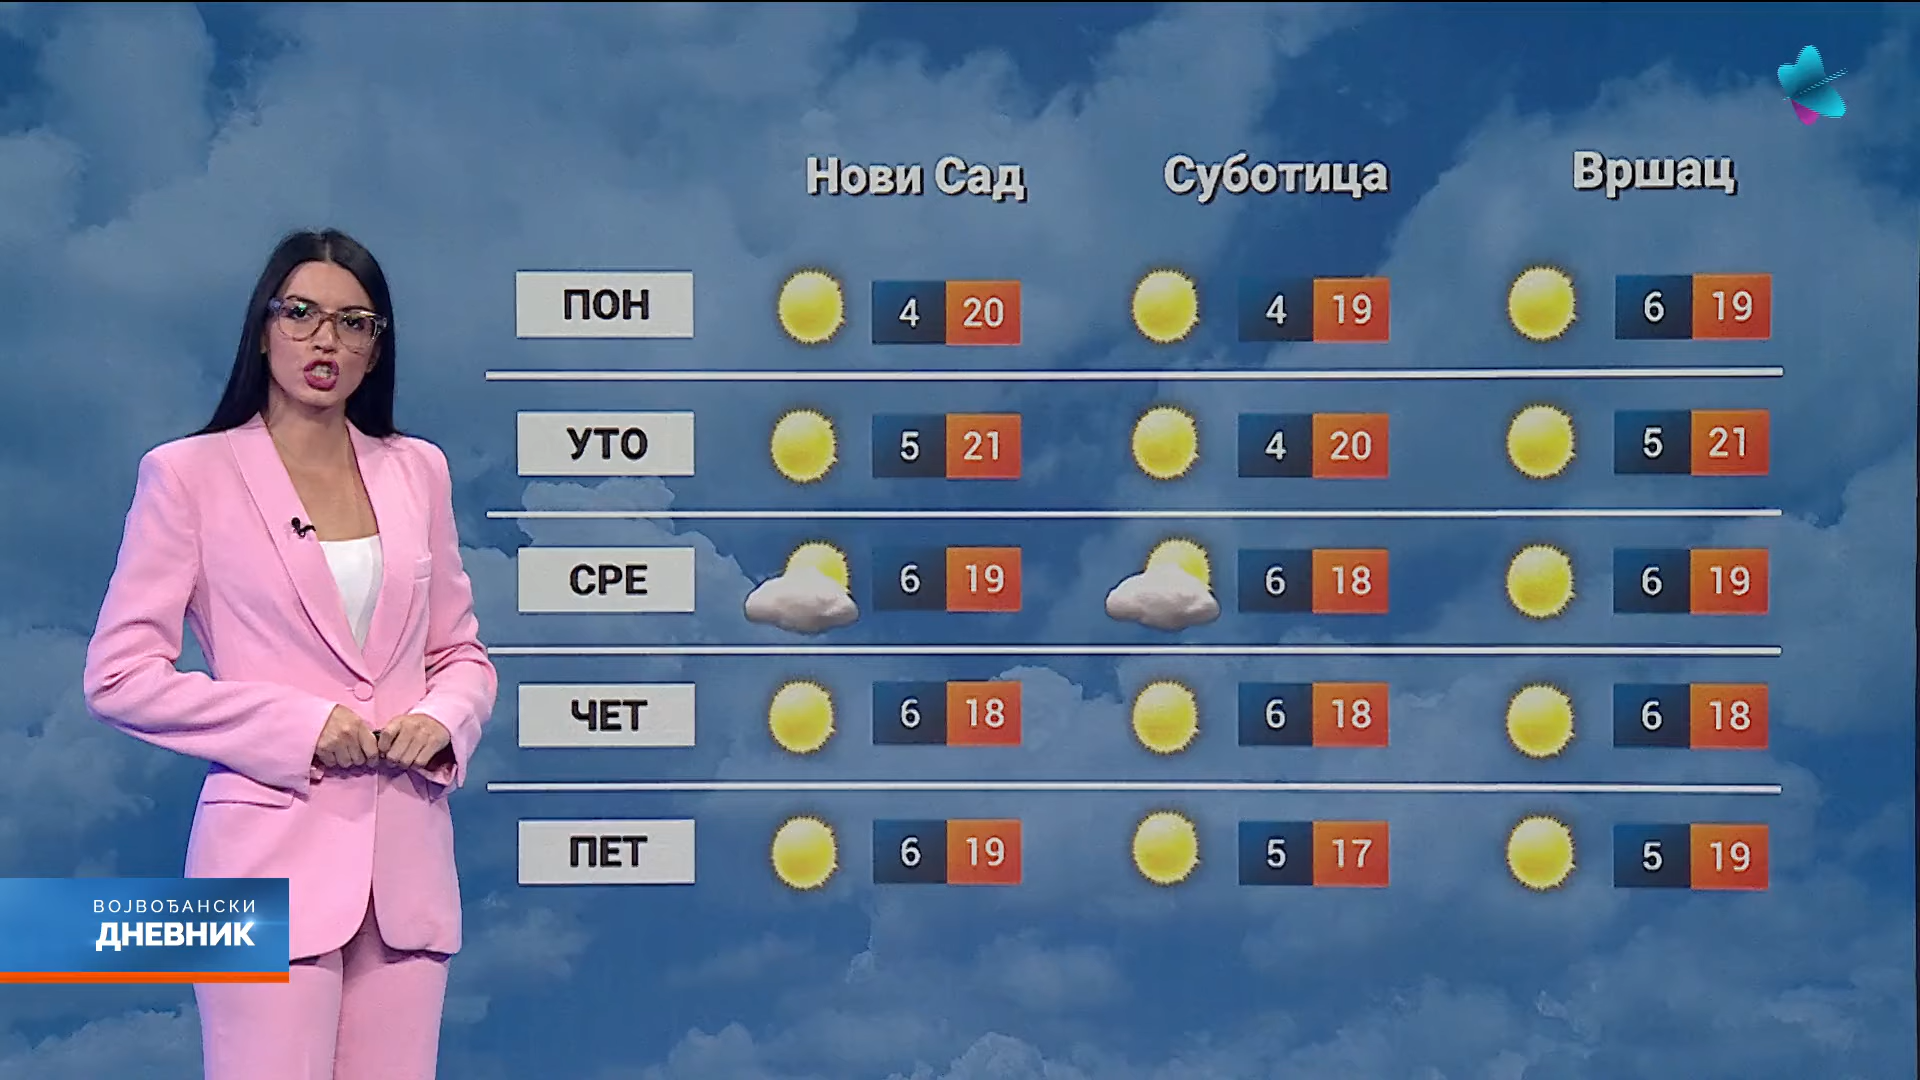 Нови Сад Суботица Вршац
ПОН 4 20 4 19 6 19
УТО 5 21 4 20 5 21
СРЕ 6 19 6 18 6 19
ЧЕТ 6 18 6 18 6 18
ПЕТ 6 19 5 17 5 19
ВОЈВОЂАНСКИ
ДНЕВНИК